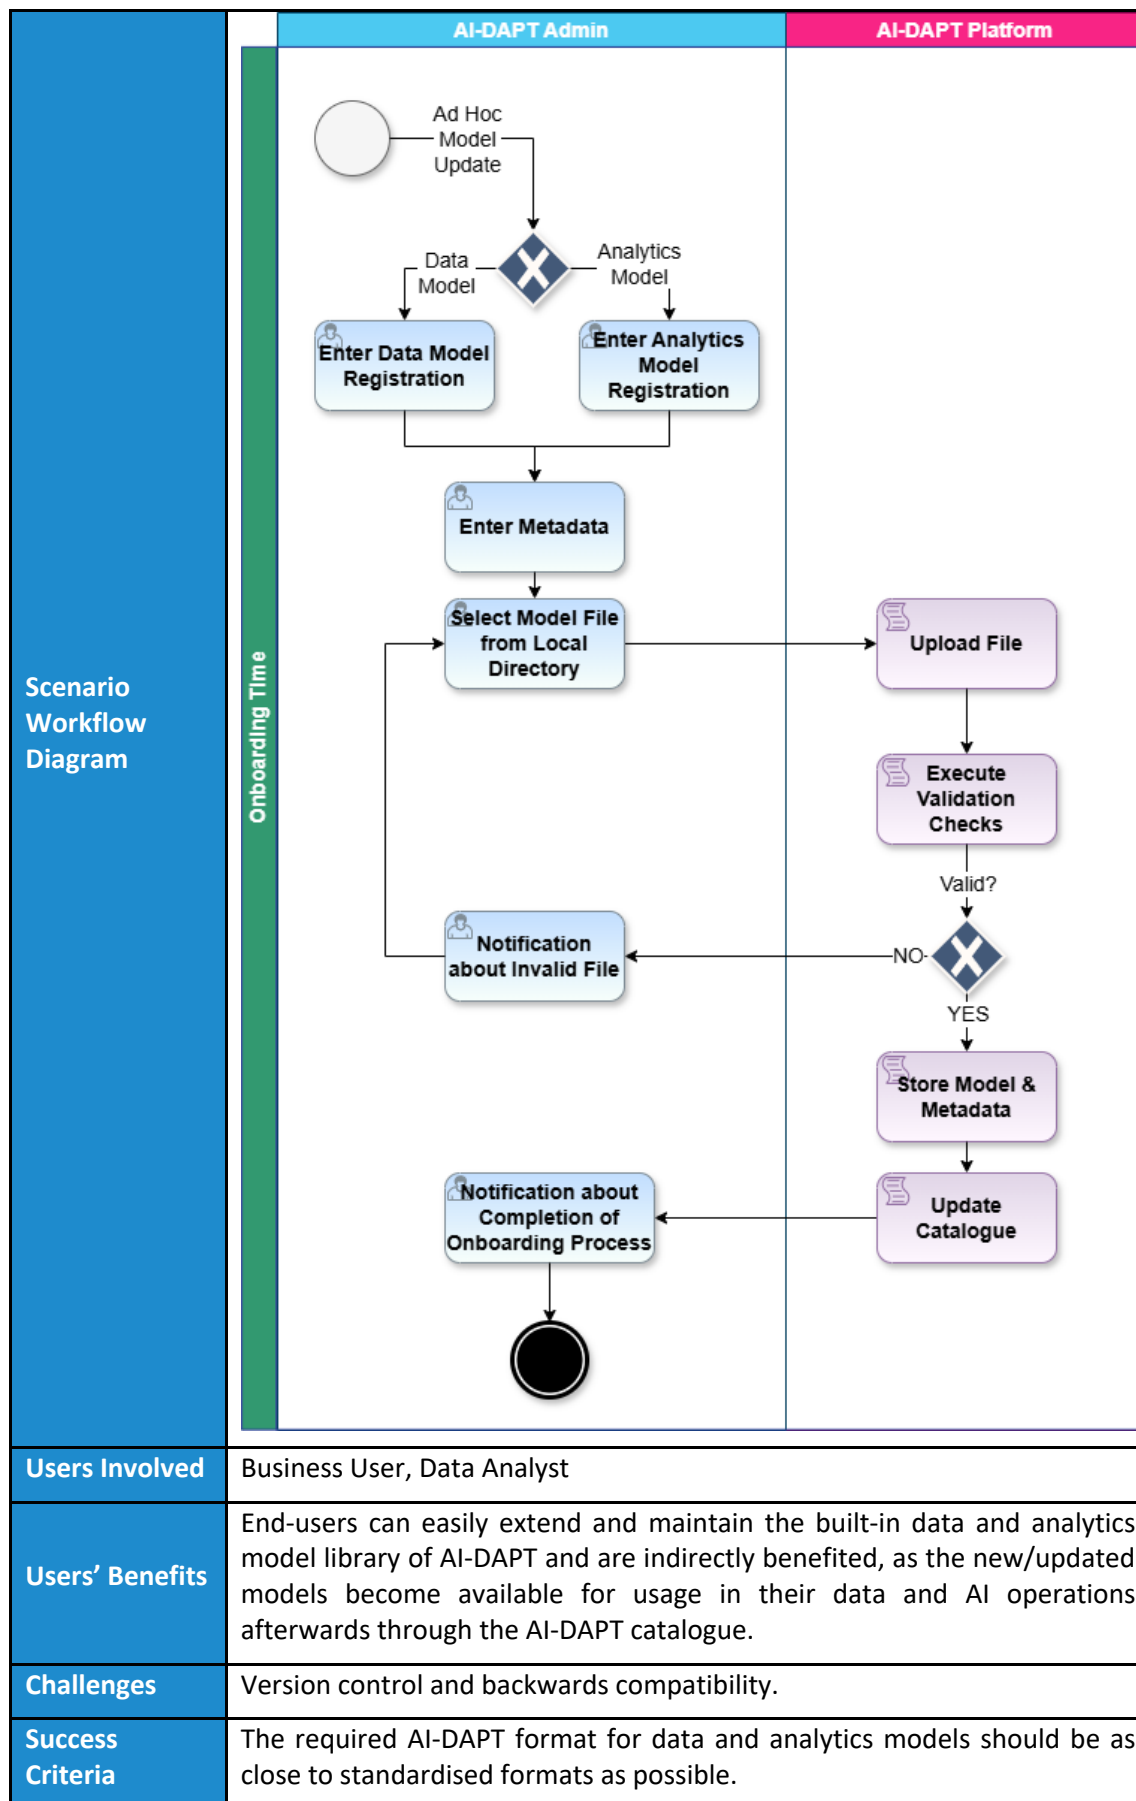 AI-DAPT Admin
AI-DAPT Platform
Scenario
Workflow
Diagram
Onboarding Time
Ad Hoc
Model
Update
Data
Model
Analytics
Model
Enter Data Model
Registration
Enter Analytics
Model
Registration
Enter Metadata
Select Model File
from Local
Directory
Upload File
Execute
Validation
Checks
Valid?
Notification
about Invalid File
NO
YES
Store Model &
Metadata
Notification about
Completion of
Onboarding Process
Update
Catalogue
Users Involved
Business User, Data Analyst
Users’ Benefits
End-users can easily extend and maintain the built-in data and analytics
model library of AI-DAPT and are indirectly benefited, as the new/updated
models become available for usage in their data and AI operations
afterwards through the AI-DAPT catalogue.
Challenges
Version control and backwards compatibility.
Success
Criteria
The required AI-DAPT format for data and analytics models should be as
close to standardised formats as possible.